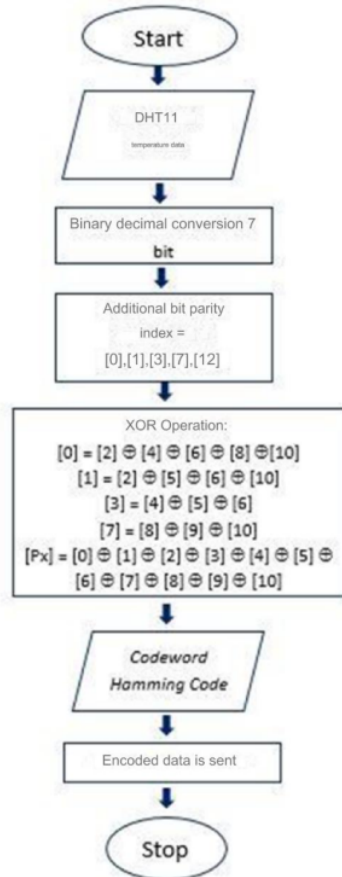 Start
DHT11
temperature data
Binary decimal conversion 7
bit
Additional bit parity
index =
[0],[1],[3],[7],[12]
XOR Operation:
[0] = [2] ⊕ [4] ⊕ [6] ⊕ [8] ⊕[10]
[1] = [2] ⊕ [5] ⊕ [6] ⊕ [10]
[3] = [4] ⊕ [5] ⊕ [6]
[7] = [8] ⊕ [9] ⊕ [10]
[Px] = [0] ⊕ [1] ⊕ [2] ⊕ [3] ⊕ [4] ⊕ [5] ⊕
[6] ⊕ [7] ⊕ [8] ⊕ [9] ⊕ [10]
Codeword
Hamming Code
Encoded data is sent
Stop